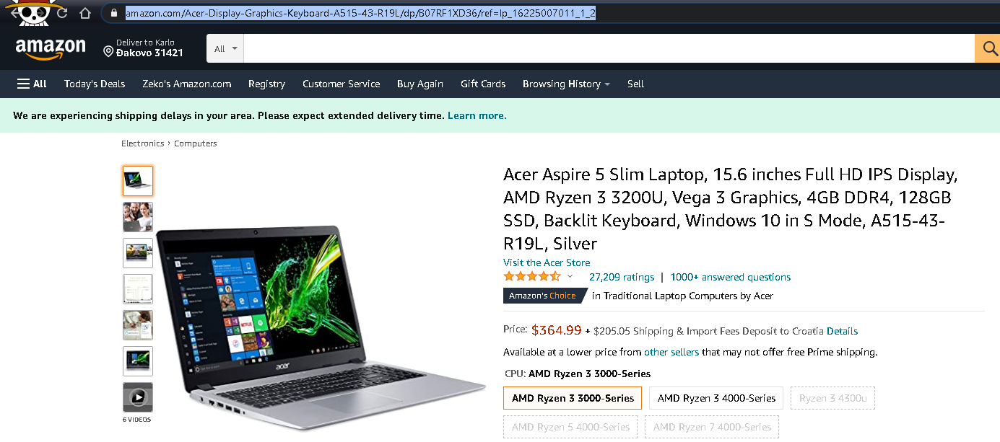 amazon.com/Acer-Display-Graphics-Keyboard-A515-43-R19L/dp/B07RF1XD36/ref=lp_16225007011_1_2
amazon
Deliver to Karlo
Đakovo 31421
All
All
Today's Deals
Zeko's Amazon.com
Registry
Customer Service
Buy Again
Gift Cards
Browsing History
Sell
We are experiencing shipping delays in your area. Please expect extended delivery time. Learn more.
Electronics › Computers
Acer Aspire 5 Slim Laptop, 15.6 inches Full HD IPS Display,
AMD Ryzen 3 3200U, Vega 3 Graphics, 4GB DDR4, 128GB
SSD, Backlit Keyboard, Windows 10 in S Mode, A515-43-
R19L, Silver
Visit the Acer Store
27,209 ratings | 1000+ answered questions
Amazon's Choice in Traditional Laptop Computers by Acer
Price: $364.99 + $205.05 Shipping & Import Fees Deposit to Croatia Details
Available at a lower price from other sellers that may not offer free Prime shipping.
CPU: AMD Ryzen 3 3000-Series
AMD Ryzen 3 3000-Series
AMD Ryzen 3 4000-Series
Ryzen 3 4300u
AMD Ryzen 5 4000-Series
AMD Ryzen 7 4000-Series
NETFLIX
acer
6 VIDEOS